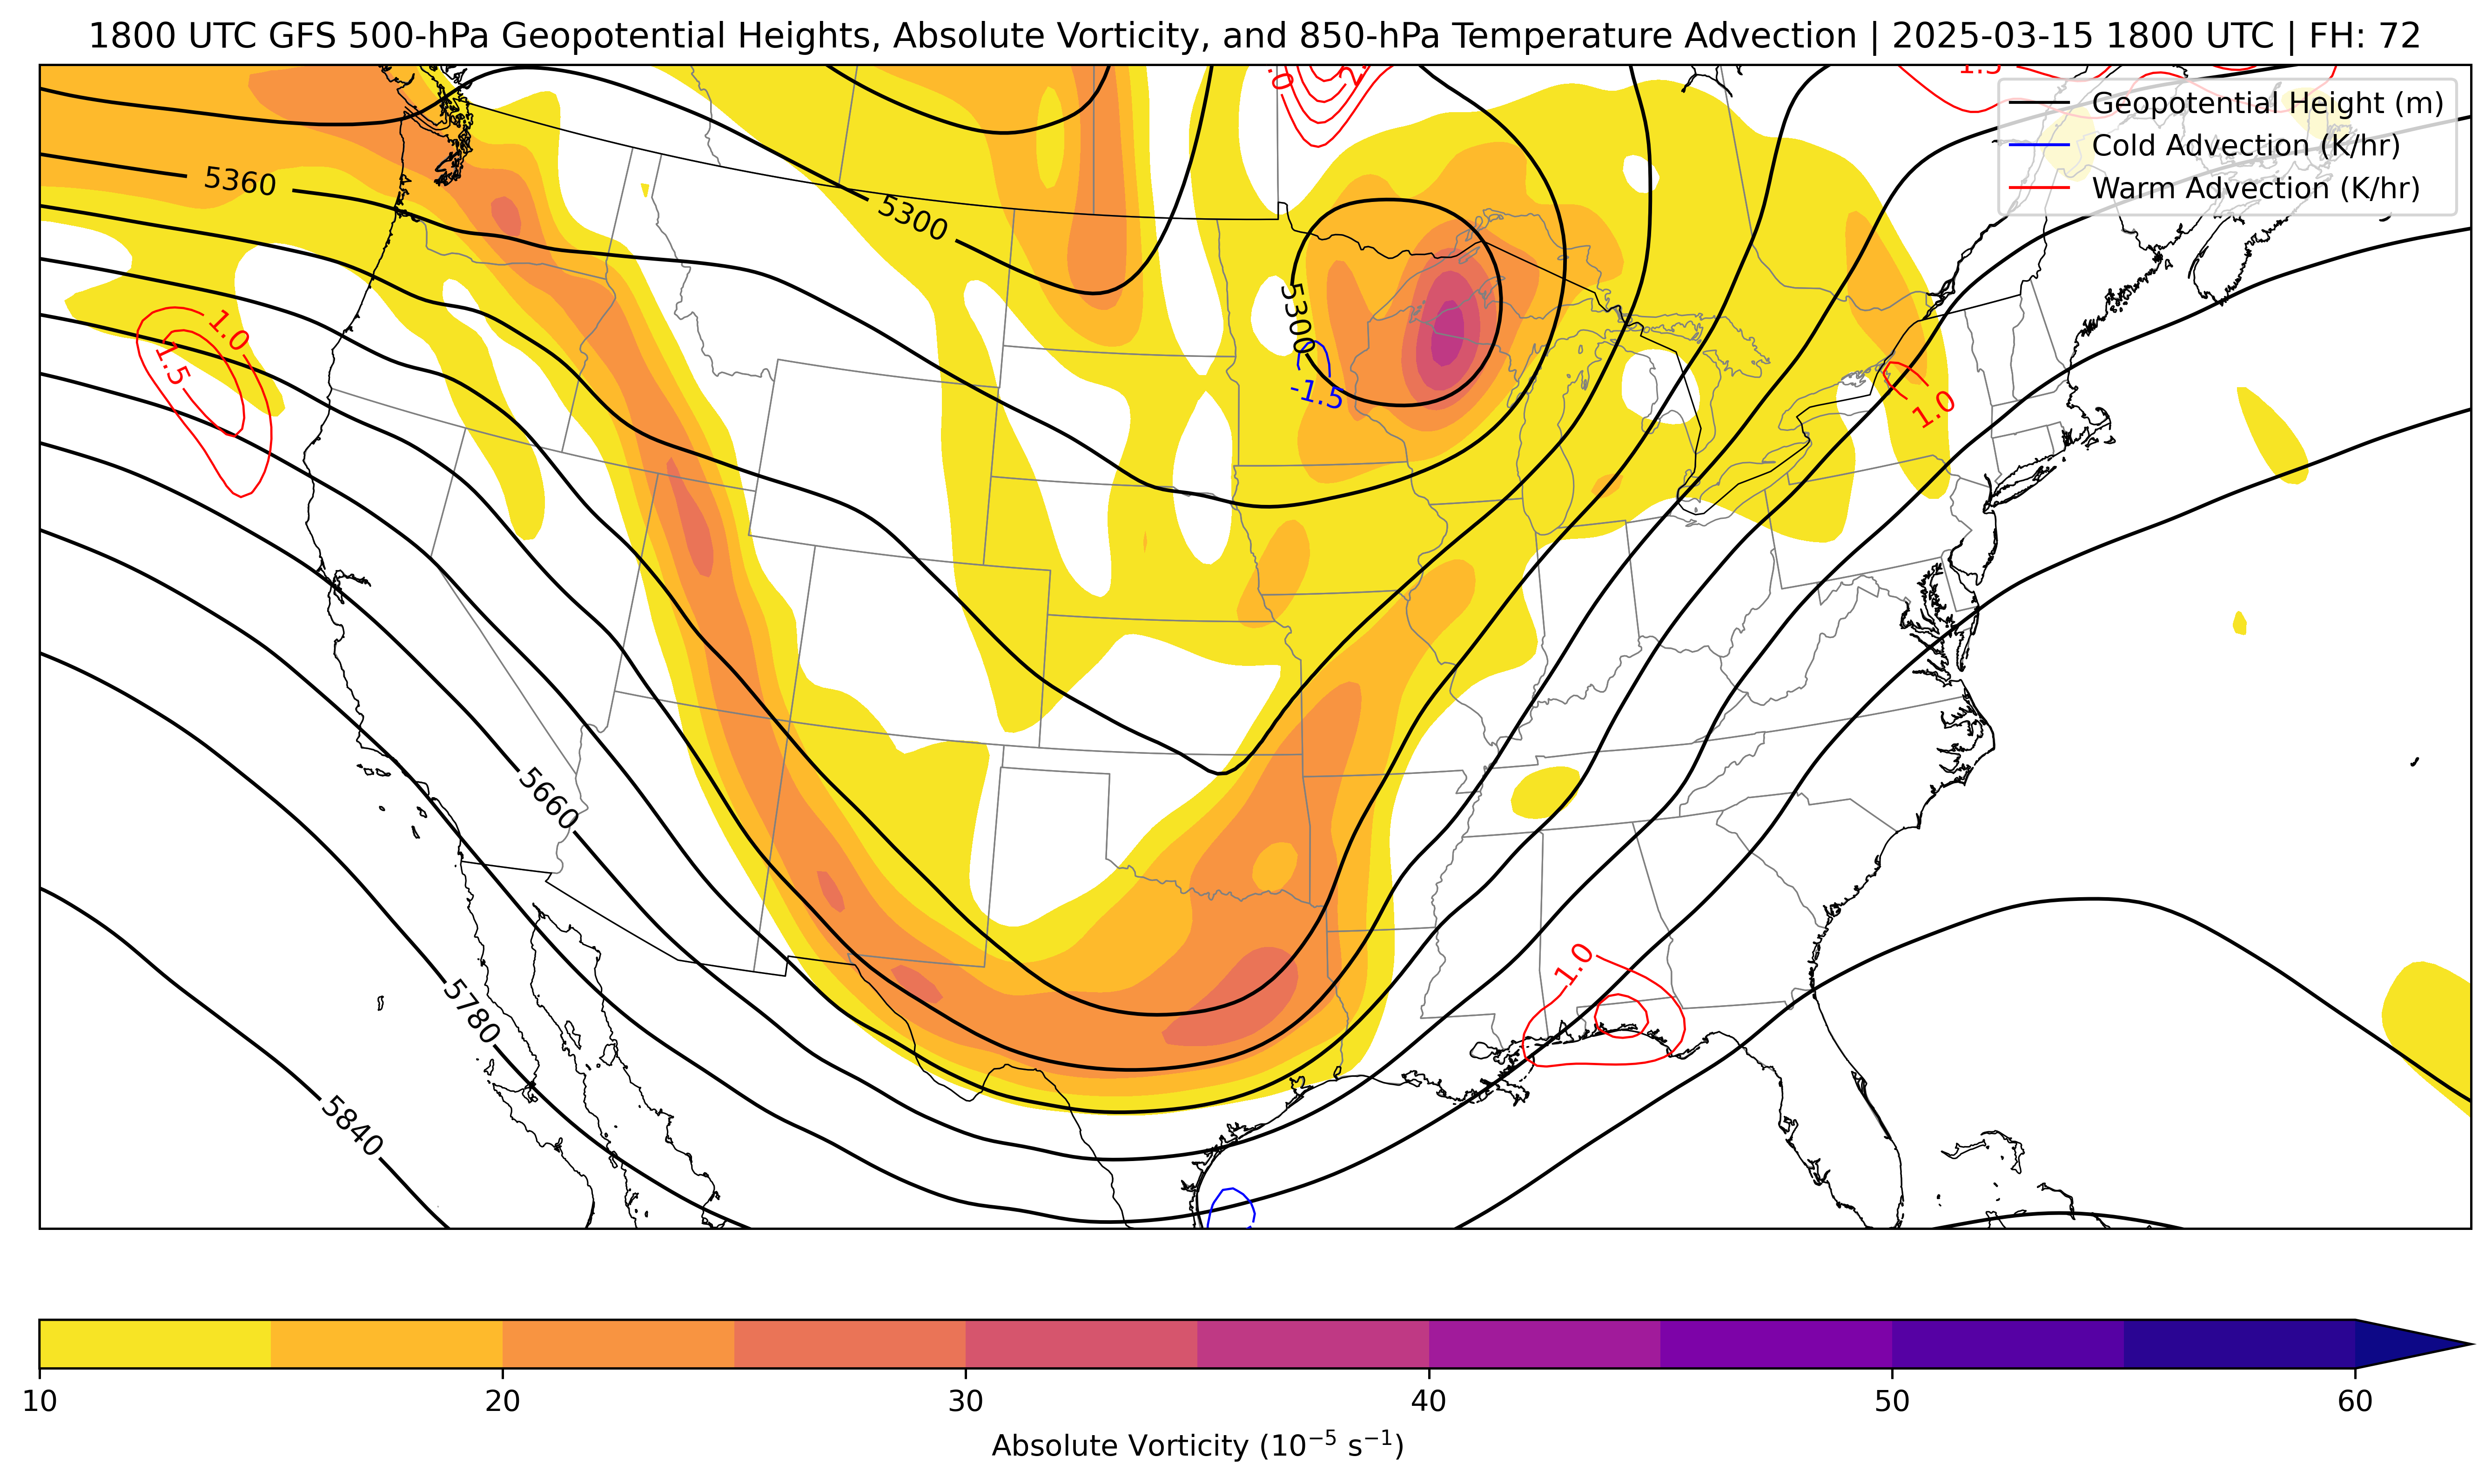 1800 UTC GFS 500-hPa Geopotential Heights, Absolute Vorticity, and 850-hPa Temperature Advection | 2025-03-15 1800 UTC | FH: 72
Geopotential Height (m)
Cold Advection (K/hr)
Warm Advection (K/hr)
5360
5300
5300
1.0
1.5
-1.5
1.0
5660
1.0
5780
5840
10 20 30 40 50 60
Absolute Vorticity (10⁻⁵ s⁻¹)